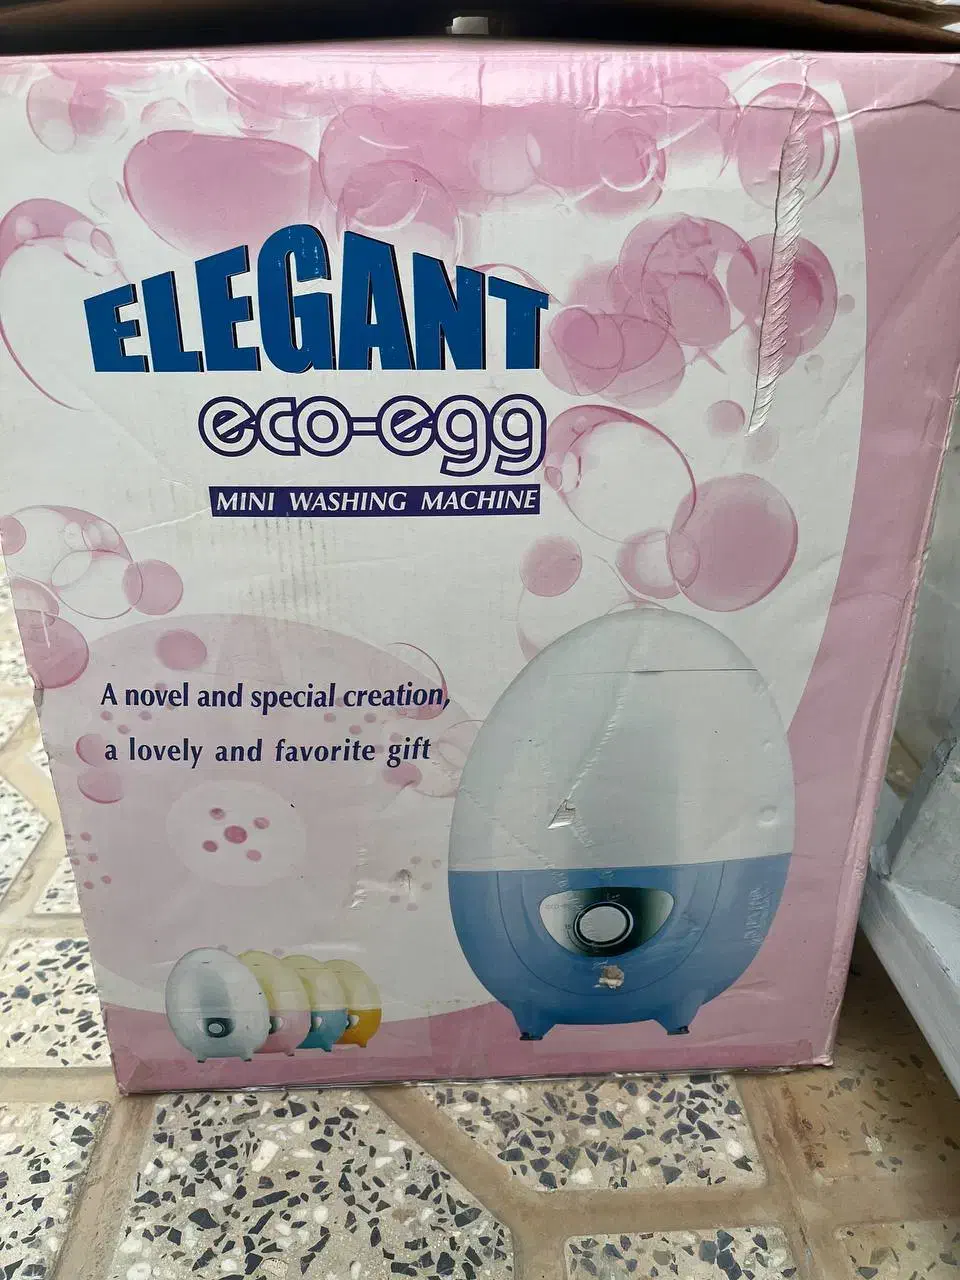 ELEGANT
eco-egg
MINI WASHING MACHINE
A novel and special creation,
a lovely and favorite gift